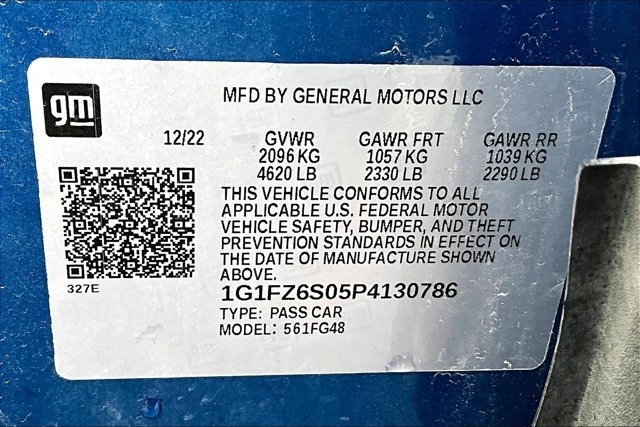 gm
MFD BY GENERAL MOTORS LLC
12/22 GVWR GAWR FRT GAWR RR
2096 KG 1057 KG 1039 KG
4620 LB 2330 LB 2290 LB
THIS VEHICLE CONFORMS TO ALL
APPLICABLE U.S. FEDERAL MOTOR
VEHICLE SAFETY, BUMPER, AND THEFT
PREVENTION STANDARDS IN EFFECT ON
THE DATE OF MANUFACTURE SHOWN
ABOVE.
327E
1G1FZ6S05P4130786
TYPE: PASS CAR
MODEL: 561FG48